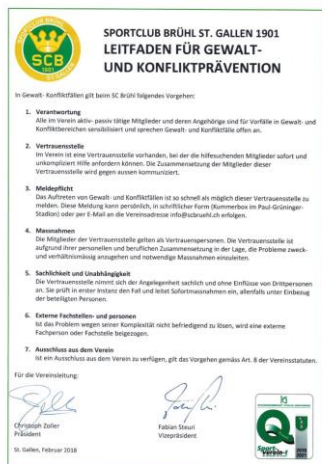 SPORTCLUB BRÜHL
SCB
1901
ST. GALLEN
SPORTCLUB BRÜHL ST. GALLEN 1901
LEITFADEN FÜR GEWALT-
UND KONFLIKTPRÄVENTION
In Gewalt- Konfliktfällen gilt beim SC Brühl folgendes Vorgehen:
1. Verantwortung
Alle im Verein aktiv- passiv tätige Mitglieder und deren Angehörige sind für Vorfälle in Gewalt- und
Konfliktbereichen sensibilisiert und sprechen Gewalt- und Konfliktfälle offen an.
2. Vertrauensstelle
Im Verein ist eine Vertrauensstelle vorhanden, bei der die hilfesuchenden Mitglieder sofort und
unkompliziert Hilfe anfordern können. Die Zusammensetzung der Mitglieder dieser
Vertrauensstelle wird gegen aussen kommuniziert.
3. Meldepflicht
Das Auftreten von Gewalt- und Konfliktfällen ist so schnell als möglich dieser Vertrauensstelle zu
melden. Diese Meldung kann persönlich, in schriftlicher Form (Kummerbox im Paul-Grüninger-
Stadion) oder per E-Mail an die Vereinsadresse info@scbruehl.ch erfolgen.
4. Massnahmen
Die Mitglieder der Vertrauensstelle gelten als Vertrauenspersonen. Die Vertrauensstelle ist
aufgrund ihrer personellen und beruflichen Zusammensetzung in der Lage, die Probleme zweck-
und verhältnismässig anzugehen und notwendige Massnahmen einzuleiten.
5. Sachlichkeit und Unabhängigkeit
Die Vertrauensstelle nimmt sich der Angelegenheit sachlich und ohne Einflüsse von Drittpersonen
an. Sie prüft in erster Instanz den Fall und leitet Sofortmassnahmen ein, allenfalls unter Einbezug
der beteiligten Personen.
6. Externe Fachstellen- und personen
Ist das Problem wegen seiner Komplexität nicht befriedigend zu lösen, wird eine externe
Fachperson oder Fachstelle beigezogen.
7. Ausschluss aus dem Verein
Ist ein Ausschluss aus dem Verein zu verfügen, gilt das Vorgehen gemäss Art. 8 der Vereinsstatuten.
Für die Vereinsleitung:
Christoph Zoller
Präsident
Fabian Steuri
Vizepräsident
St. Gallen, Februar 2018
Q
Sport-
Verein-t